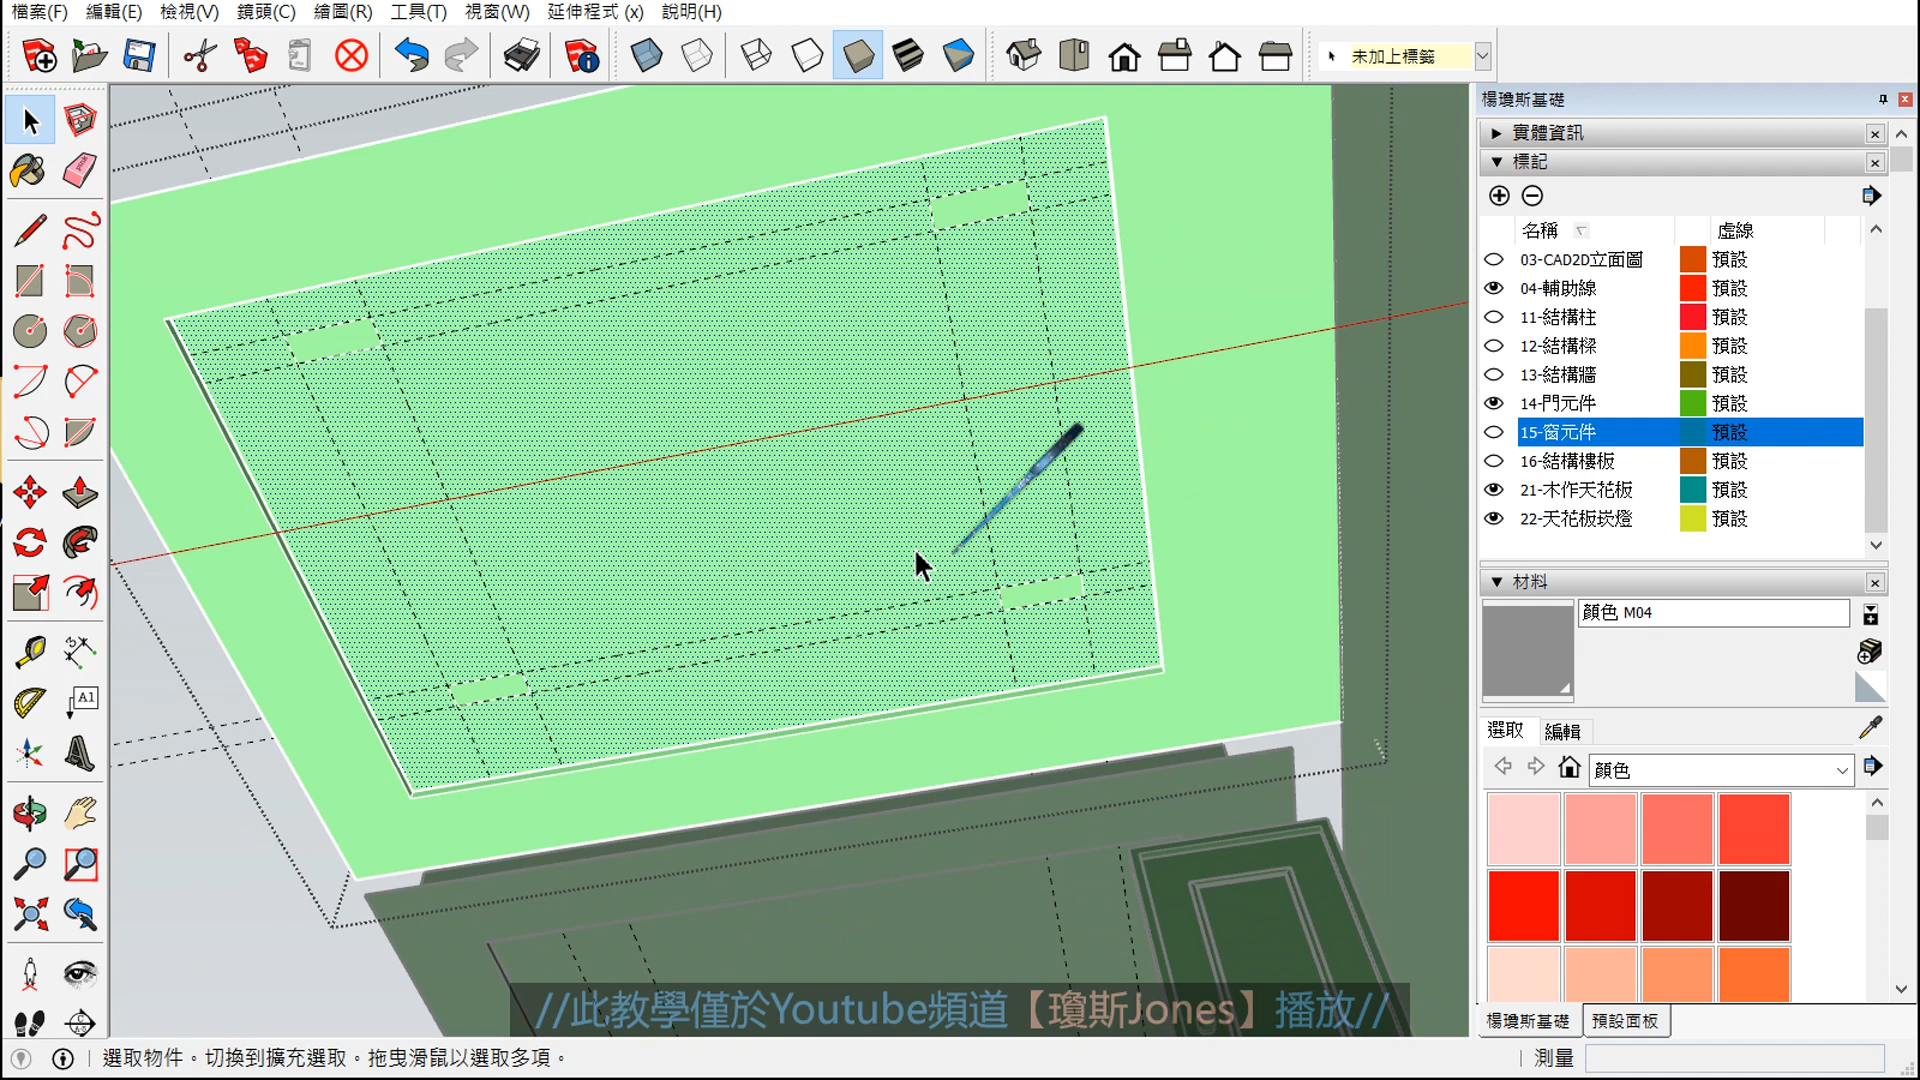 檔案(F) 編輯(E) 檢視(V) 鏡頭(C) 繪圖(R) 工具(T) 視窗(W) 延伸程式 (x) 說明(H)
未加上標籤
楊瓊斯基礎
實體資訊
標記
名稱 虛線
03-CAD2D立面圖 預設
04-輔助線 預設
11-結構柱 預設
12-結構樑 預設
13-結構牆 預設
14-門元件 預設
15-窗元件 預設
16-結構樓板 預設
21-木作天花板 預設
22-天花板崁燈 預設
材料
顏色 M04
選取 編輯
顏色
A1
//此教學僅於Youtube頻道【瓊斯Jones】播放//
楊瓊斯基礎 預設面板
選取物件。切換到擴充選取。拖曳滑鼠以選取多項。
測量